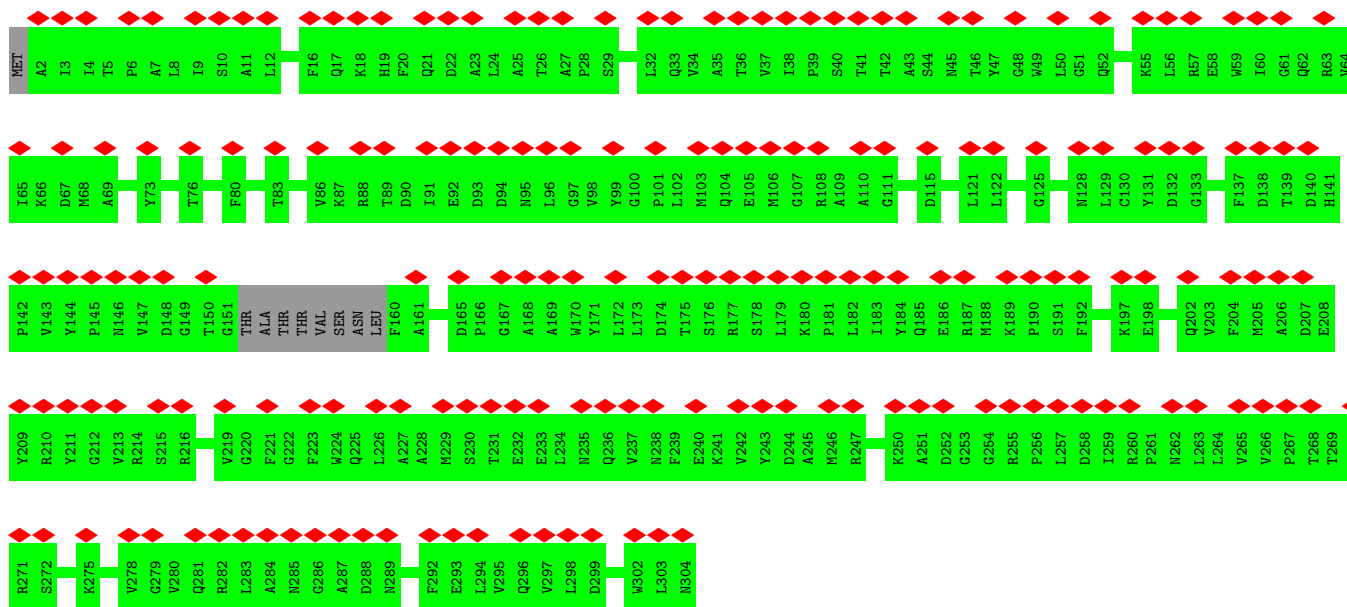 MET A2 I3 I4 T5 P6 A7 L8 I9 S10 A11 L12 F16 Q17 K18 H19 F20 Q21 D22 A23 L24 A25 T26 A27 P28 S29 L32 Q33 V34 A35 T36 V37 I38 P39 S40 T41 T42 A43 S44 N45 T46 Y47 G48 W49 L50 G51 Q52 K55 L56 R57 E58 W59 I60 G61 Q62 R63 V64
I65 K66 D67 M68 A69 Y73 T76 F80 T83 V86 K87 R88 T89 D90 I91 E92 D93 D94 N95 L96 G97 V98 Y99 G100 P101 L102 M103 Q104 E105 M106 G107 R108 A109 A110 G111 D115 L121 L122 G125 N128 L129 C130 Y131 D132 G133 F137 D138 T139 D140 H141
P142 V143 Y144 P145 N146 V147 D148 G149 T150 G151 THR ALA THR THR VAL SER ASN LEU F160 A161 D165 P166 G167 A168 A169 W170 Y171 L172 L173 D174 T175 S176 R177 S178 L179 K180 P181 L182 I183 Y184 Q185 E186 R187 M188 K189 P190 S191 F192 K197 E198 Q202 V203 F204 M205 A206 D207 E208
Y209 R210 Y211 G212 V213 R214 S215 R216 V219 G220 F221 G222 F223 W224 Q225 L226 A227 A228 M229 S230 T231 E232 E233 L234 N235 Q236 V237 N238 F239 E240 K241 V242 Y243 D244 A245 M246 R247 K250 A251 D252 G253 G254 R255 P256 L257 D258 I259 R260 P261 N262 L263 L264 V265 V266 P267 T268 T269
R271 S272 K275 V278 G279 V280 Q281 R282 L283 A284 N285 G286 A287 D288 N289 F292 E293 L294 V295 Q296 V297 L298 D299 W302 L303 N304